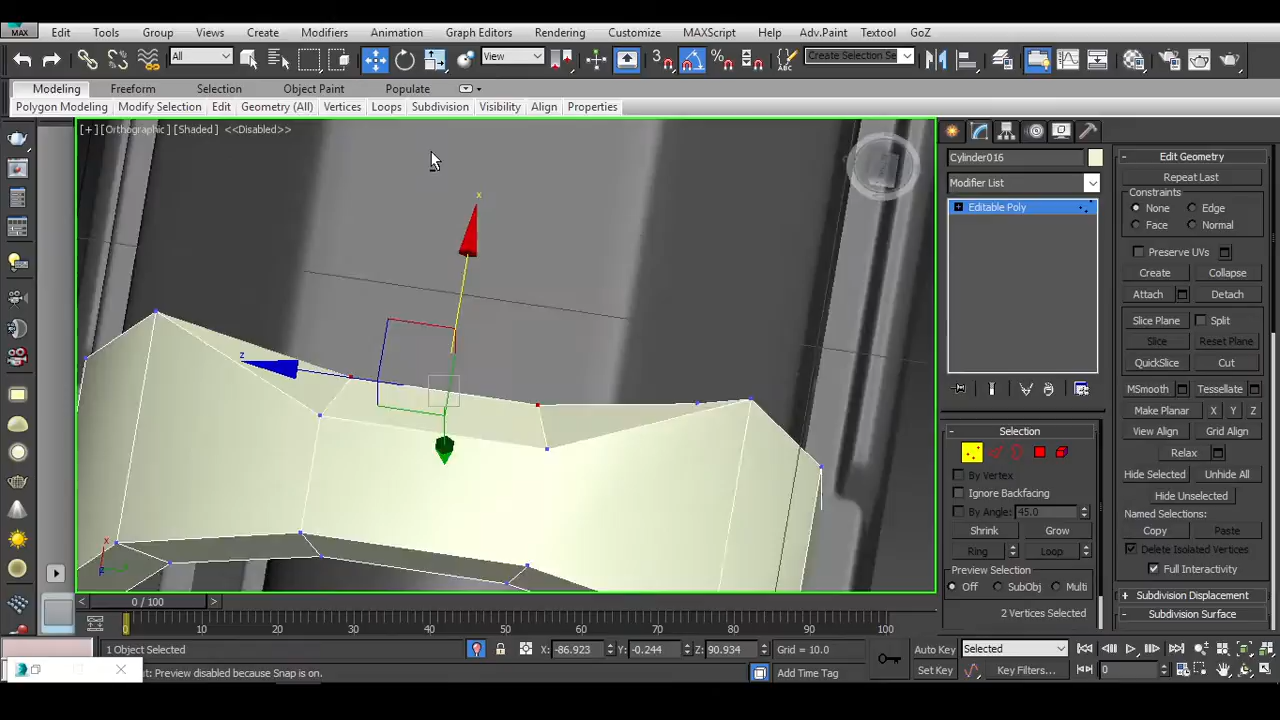 MAX Edit Tools Group Views Create Modifiers Animation Graph Editors Rendering Customize MAXScript Help Adv.Paint Textool GoZ
All View 3 Create Selection Se
Modeling Freeform Selection Object Paint Populate
Polygon Modeling Modify Selection Edit Geometry (All) Vertices Loops Subdivision Visibility Align Properties
[+] [Orthographic] [Shaded] <<Disabled>>
x
z
x
Cylinder016
Modifier List
Editable Poly
- Selection
By Vertex
Ignore Backfacing
By Angle: 45.0
Shrink Grow
Ring Loop
Preview Selection
Off SubObj Multi
2 Vertices Selected
- Edit Geometry
Repeat Last
Constraints
None Edge
Face Normal
Preserve UVs
Create Collapse
Attach Detach
Slice Plane Split
Slice Reset Plane
QuickSlice Cut
MSmooth Tessellate
Make Planar X Y Z
View Align Grid Align
Relax
Hide Selected Unhide All
Hide Unselected
Named Selections:
Copy Paste
Delete Isolated Vertices
Full Interactivity
+ Subdivision Displacement
- Subdivision Surface
< 0 / 100 >
0 10 20 30 40 50 60 70 80 90 100
1 Object Selected X: -86.923 Y: -0.244 Z: 90.934 Grid = 10.0 Auto Key Selected
ut: Preview disabled because Snap is on. Add Time Tag Set Key Key Filters... 0